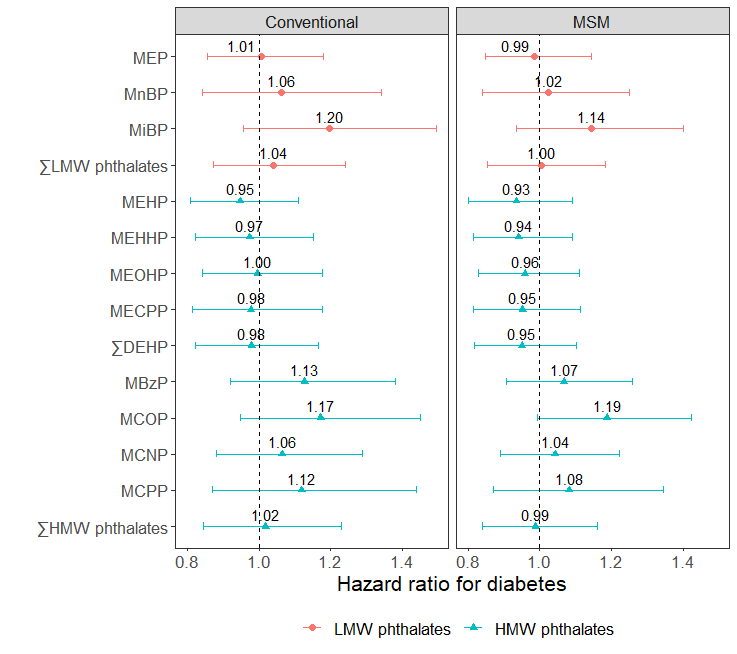 Conventional MSM
MEP 1.01 0.99
MnBP 1.06 1.02
MiBP 1.20 1.14
∑LMW phthalates 1.04 1.00
MEHP 0.95 0.93
MEHHP 0.97 0.94
MEOHP 1.00 0.96
MECPP 0.98 0.95
∑DEHP 0.98 0.95
MBzP 1.13 1.07
MCOP 1.17 1.19
MCNP 1.06 1.04
MCPP 1.12 1.08
∑HMW phthalates 1.02 0.99
0.8 1.0 1.2 1.4 0.8 1.0 1.2 1.4
Hazard ratio for diabetes
LMW phthalates HMW phthalates